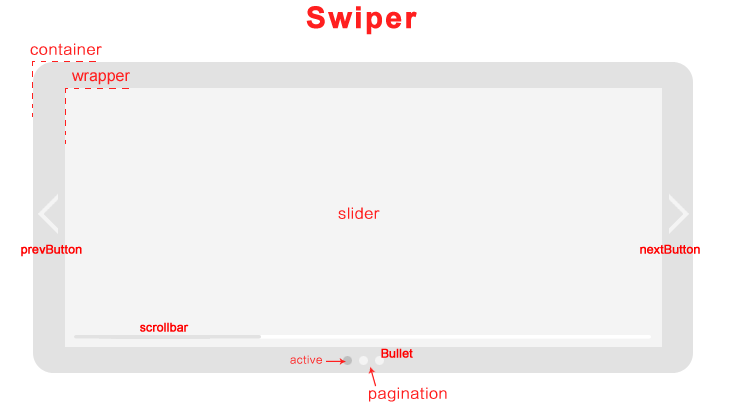 Swiper
container
wrapper
slider
prevButton
nextButton
scrollbar
Bullet
active
pagination